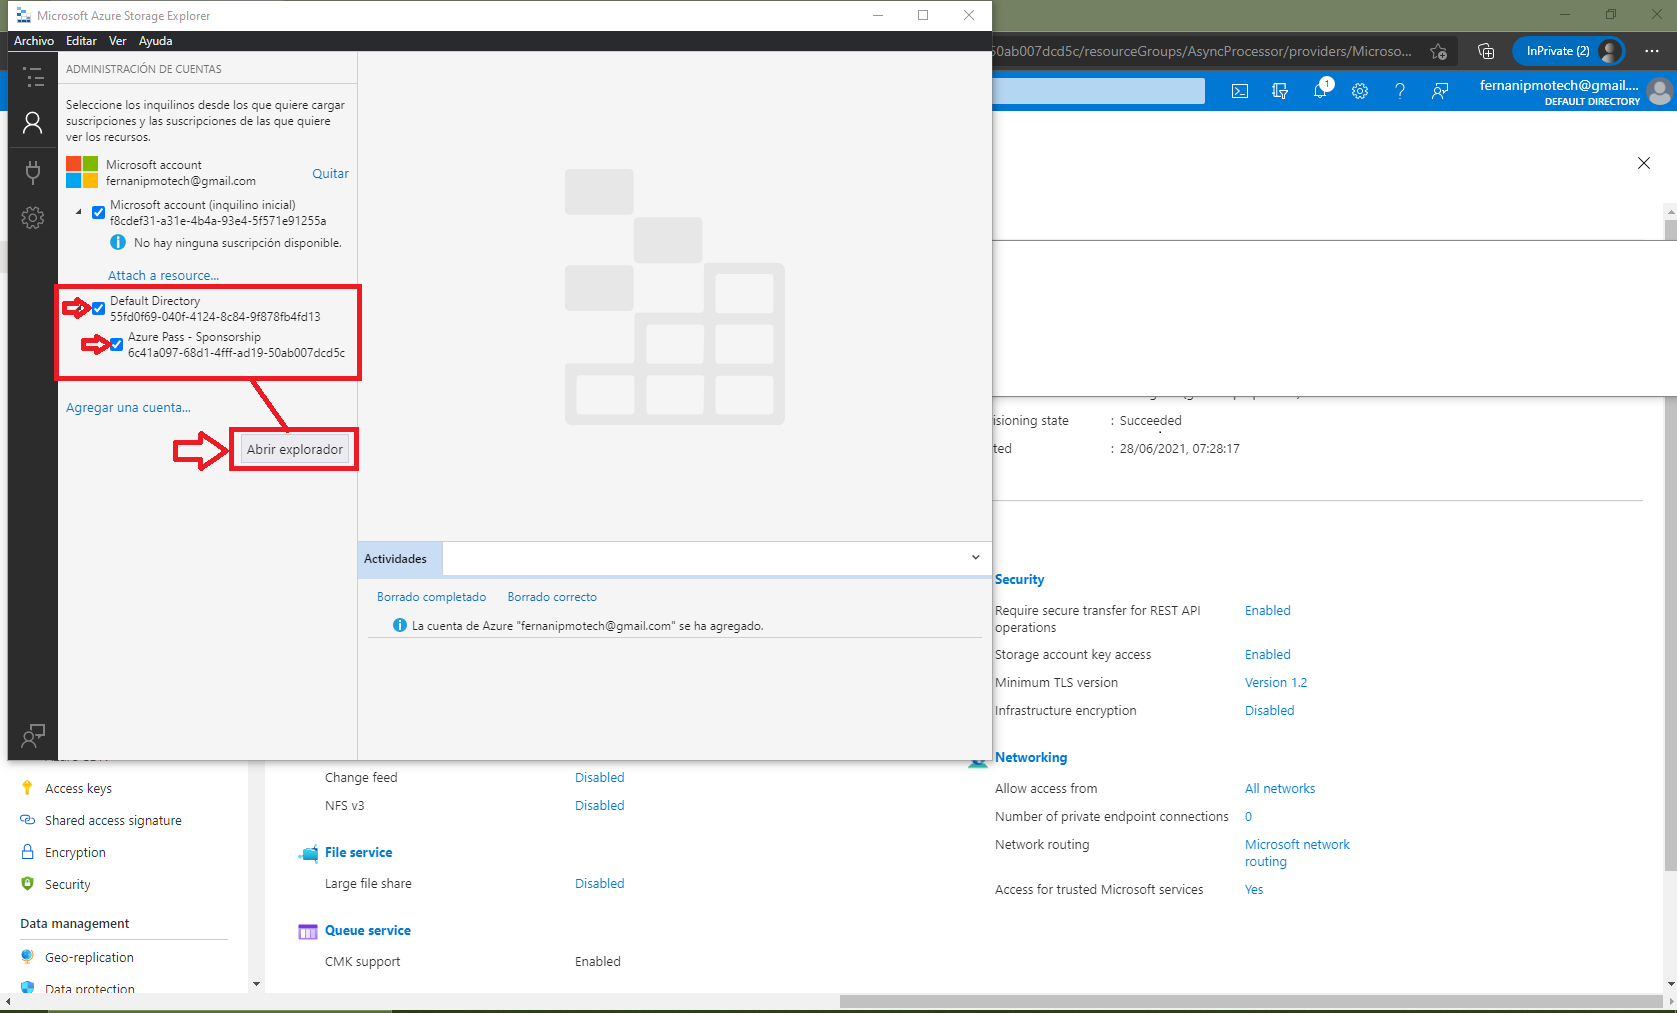 Microsoft Azure Storage Explorer
Archivo Editar Ver Ayuda
ADMINISTRACIÓN DE CUENTAS
Seleccione los inquilinos desde los que quiere cargar
suscripciones y las suscripciones de las que quiere
ver los recursos.
Microsoft account
fernanipmotech@gmail.com
Quitar
Microsoft account (inquilino inicial)
f8cdef31-a31e-4b4a-93e4-5f571e91255a
No hay ninguna suscripción disponible.
Attach a resource...
Default Directory
55fd0f69-040f-4124-8c84-9f878fb4fd13
Azure Pass - Sponsorship
6c41a097-68d1-4fff-ad19-50ab007dcd5c
Agregar una cuenta...
Abrir explorador
Actividades
Borrado completado Borrado correcto
La cuenta de Azure "fernanipmotech@gmail.com" se ha agregado.
50ab007dcd5c/resourceGroups/AsyncProcessor/providers/Microso...
InPrivate (2)
1
fernanipmotech@gmail....
DEFAULT DIRECTORY
isioning state : Succeeded
ted : 28/06/2021, 07:28:17
Security
Require secure transfer for REST API operations Enabled
Storage account key access Enabled
Minimum TLS version Version 1.2
Infrastructure encryption Disabled
Networking
Allow access from All networks
Number of private endpoint connections 0
Network routing Microsoft network routing
Access for trusted Microsoft services Yes
Change feed Disabled
NFS v3 Disabled
File service
Large file share Disabled
Queue service
CMK support Enabled
Access keys
Shared access signature
Encryption
Security
Data management
Geo-replication
Data protection